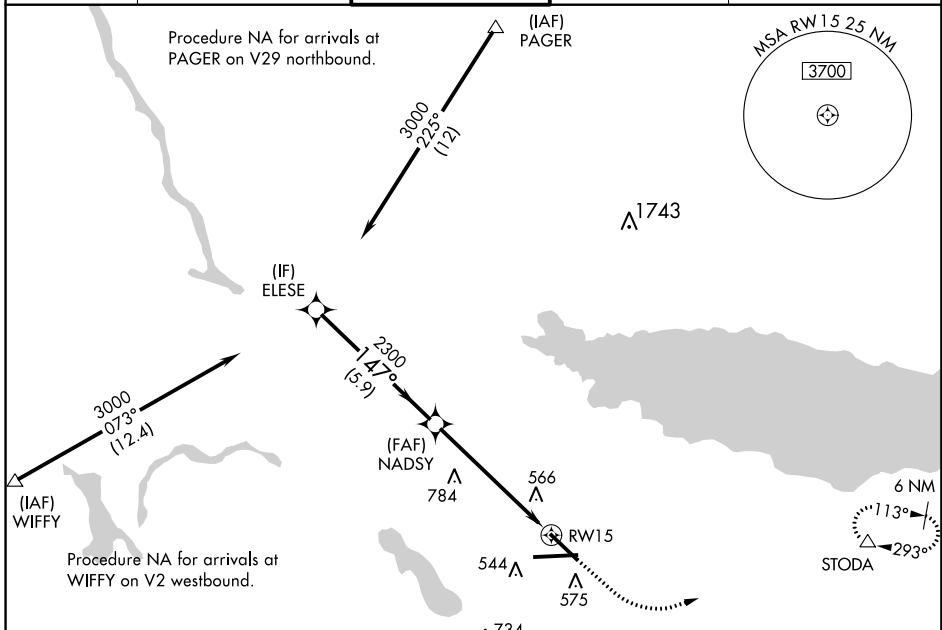 Procedure NA for arrivals at
PAGER on V29 northbound.
(IAF)
PAGER
MSA RW15 25 NM
3700
3000
225°
(12)
1743
(IF)
ELESE
2300
147°
(5.9)
3000
073°
(12.4)
(IAF)
WIFFY
(FAF)
NADSY
784
566
RW15
544
575
6 NM
113°
293°
STODA
Procedure NA for arrivals at
WIFFY on V2 westbound.
734